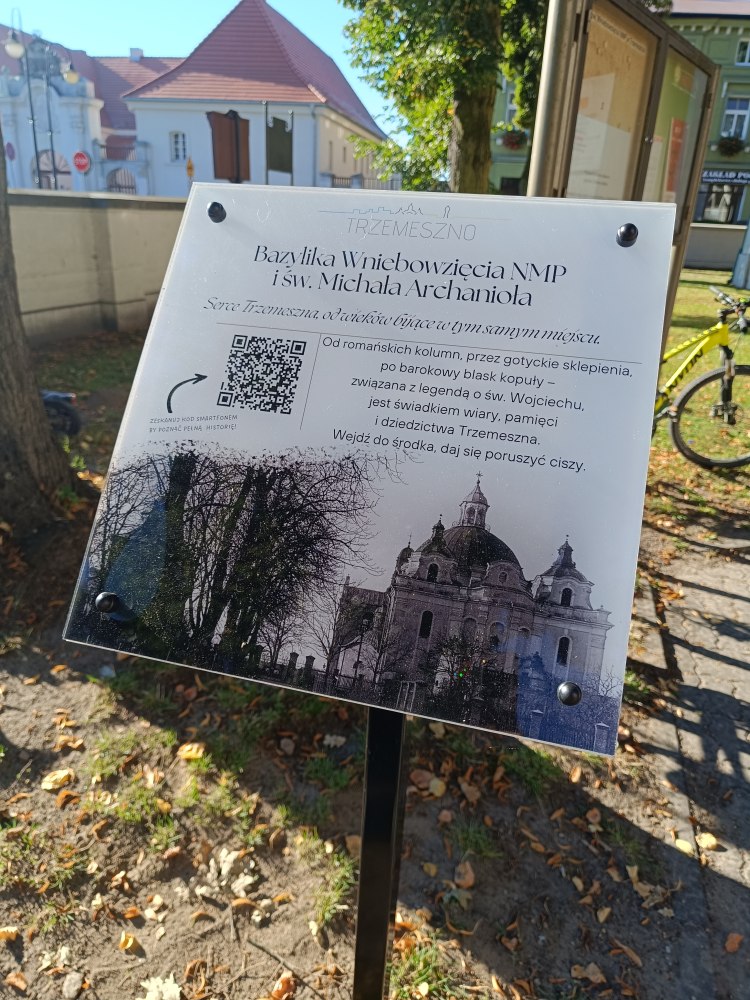 TRZEMESZNO
Bazylika Wniebowzięcia NMP
i św. Michała Archanioła
Serce Trzemeszna, od wieków bijące w tym samym miejscu.
Od romańskich kolumn, przez gotyckie sklepienia,
po barokowy blask kopuły –
związana z legendą o św. Wojciechu,
jest świadkiem wiary, pamięci
i dziedzictwa Trzemeszna.
Wejdź do środka, daj się poruszyć ciszy.
ZESKANUJ KOD SMARTFONEM
BY POZNAĆ PEŁNĄ HISTORIĘ!
STOP